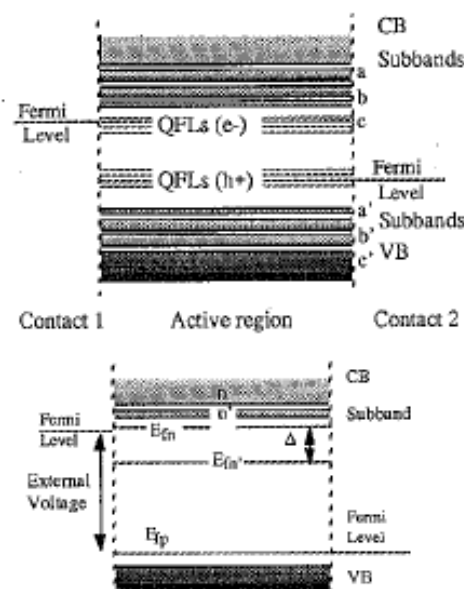 CB
Subbands
a
b
c
Fermi
Level
QFLs (e-)
QFLs (h+)
Fermi
Level
a'
Subbands
b'
VB
c'
Contact 1 Active region Contact 2
CB
n
n'
Subband
Fermi
Level
Efn
Δ
Efn'
External
Voltage
Efp
Fermi
Level
VB